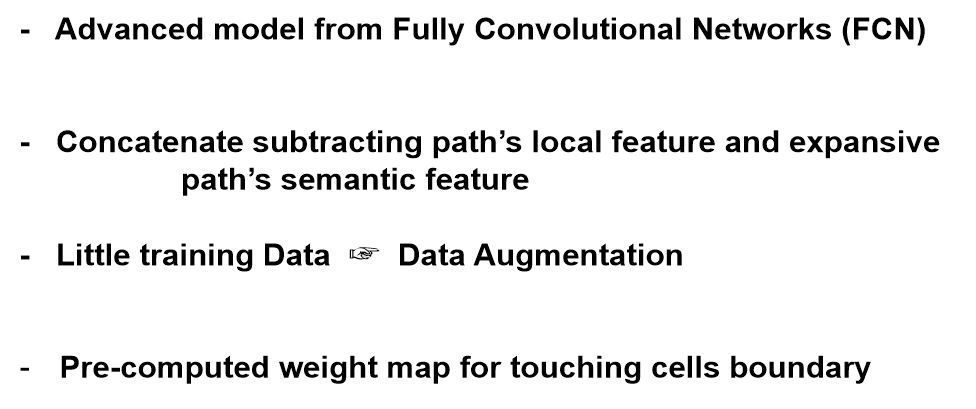 - Advanced model from Fully Convolutional Networks (FCN)
- Concatenate subtracting path's local feature and expansive
path's semantic feature
- Little training Data ☞ Data Augmentation
- Pre-computed weight map for touching cells boundary